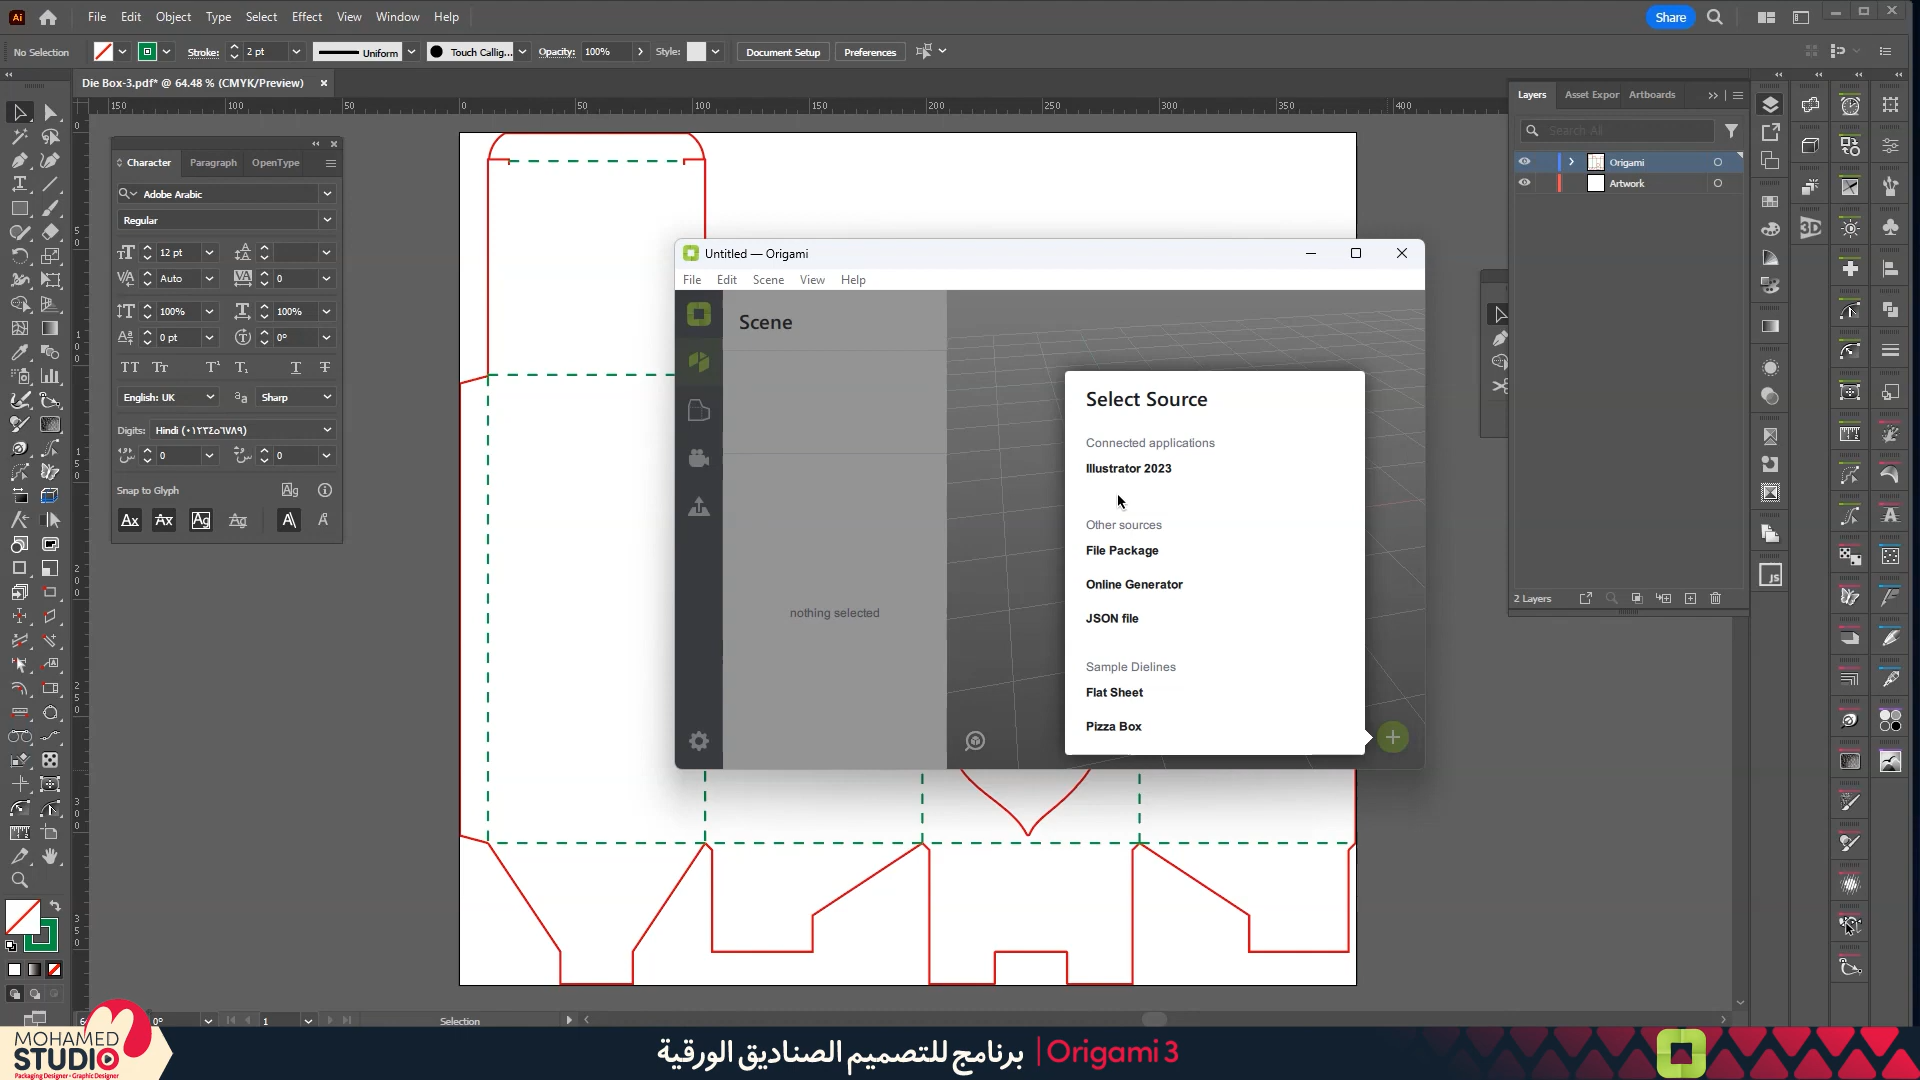 File Edit Object Type Select Effect View Window Help
Share
No Selection
Stroke: 2 pt
Uniform
Touch Callig...
Opacity: 100%
Style:
Document Setup
Preferences
Die Box-3.pdf* @ 64.48 % (CMYK/Preview)
150 100 50 0 50 100 150 200 250 300 350 400
Character Paragraph OpenType
Adobe Arabic
Regular
12 pt
Auto 0
100% 100%
0 pt 0°
English: UK
Sharp
Digits: Hindi (٠١٢٣٤٥٦٧٨٩)
0 0
Snap to Glyph
Untitled — Origami
File Edit Scene View Help
Scene
nothing selected
Select Source
Connected applications
Illustrator 2023
Other sources
File Package
Online Generator
JSON file
Sample Dielines
Flat Sheet
Pizza Box
Layers Asset Expor Artboards
Search All
Origami
Artwork
2 Layers
0°
1
Selection
MOHAMED
STUDIO
Packaging Designer - Graphic Designer
برنامج للتصميم الصناديق الورقية | Origami 3